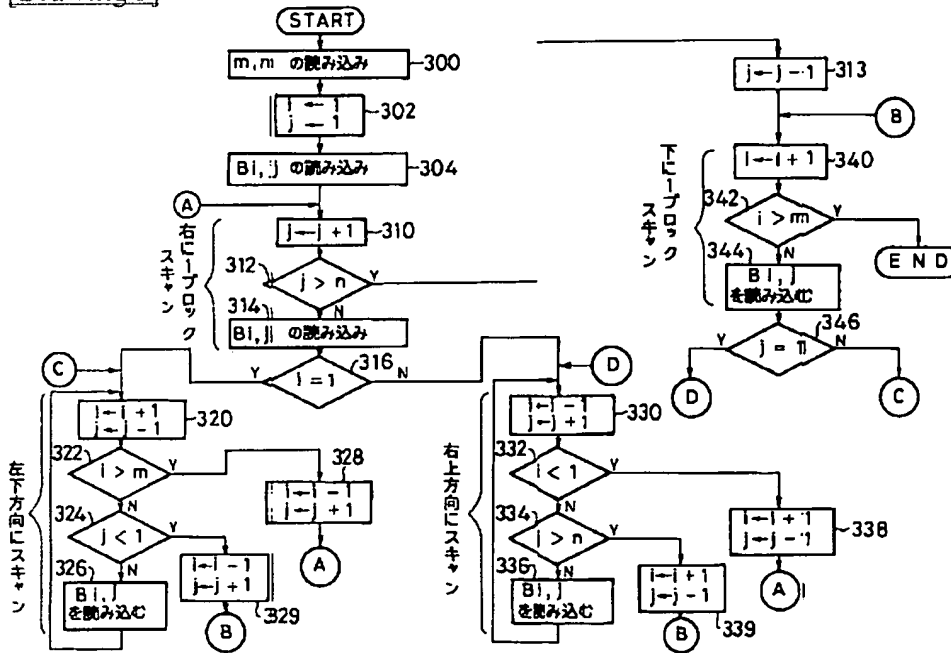 START
m,m の読み込み
300
i ← 1
j ← 1
302
Bi,j の読み込み
304
A
j←j+1
310
右に1ブロックスキャン
312
j>n
Y
N
314
Bi,j の読み込み
316
i=1
Y
N
C
i←i+1
j←j-1
320
左下方向にスキャン
322
i>m
Y
N
328
i←i-1
j←j+1
A
324
j<1
Y
N
i←i-1
j←j+1
329
B
326
Bi,j
を読み込む
D
i←i-1
j←j+1
330
右上方向にスキャン
332
i<1
Y
N
i←i+1
j←j-1
338
A
334
j>n
Y
N
i←i+1
j←j-1
339
B
336
Bi,j
を読み込む
j←j-1
313
B
i←i+1
340
下に1ブロックスキャン
342
i>m
Y
N
END
344
Bi,j
を読み込む
346
j=1
Y
N
D
C